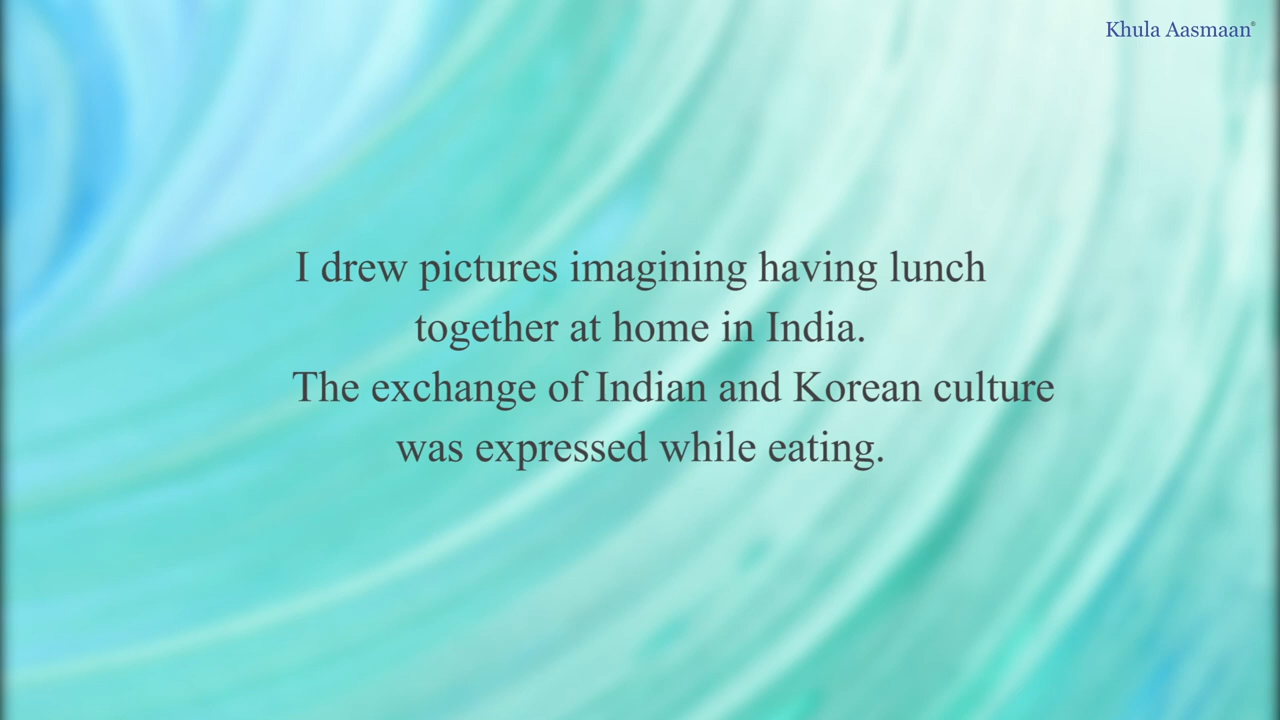 Khula Aasmaan®
I drew pictures imagining having lunch
together at home in India.
The exchange of Indian and Korean culture
was expressed while eating.